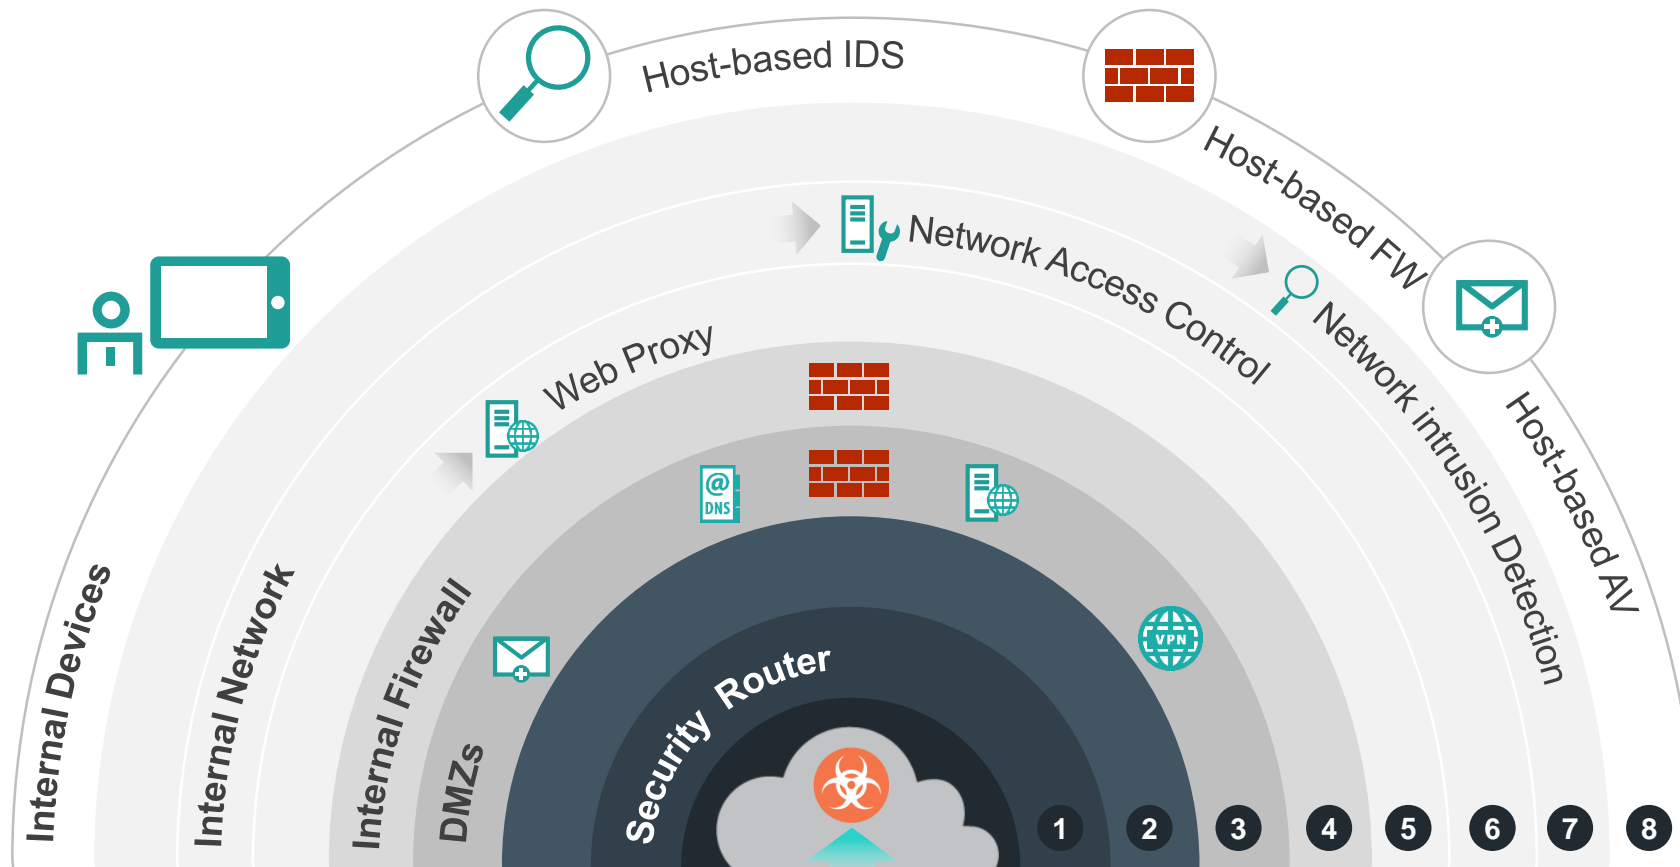 Host-based IDS
Host-based FW
Host-based AV
Network Access Control
Network intrusion Detection
Web Proxy
@
DNS
VPN
Internal Devices
Internal Network
Internal Firewall
DMZs
Security Router
1
2
3
4
5
6
7
8